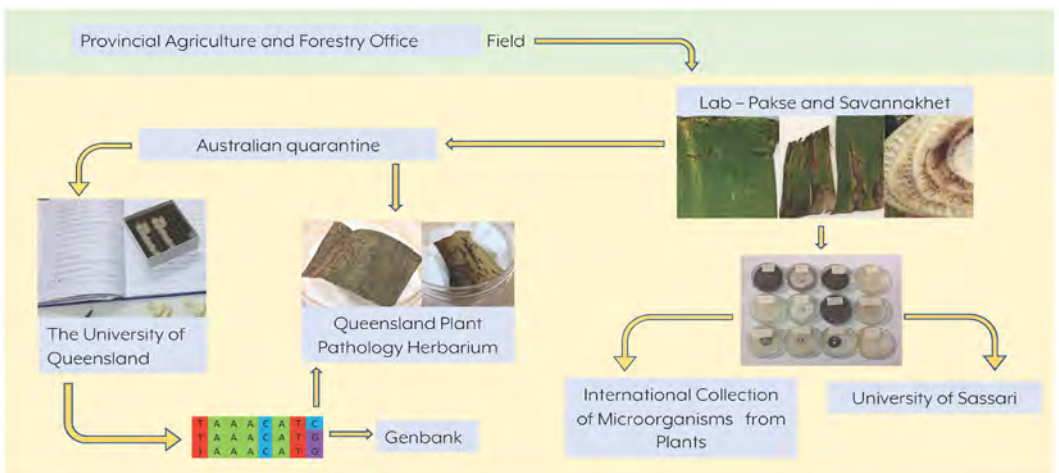 Provincial Agriculture and Forestry Office
Field
Lab – Pakse and Savannakhet
Australian quarantine
The University of
Queensland
Queensland Plant
Pathology Herbarium
International Collection
of Microorganisms from
Plants
University of Sassari
T A A A C A T C
T A A A C A T G
A A A C A T G
Genbank